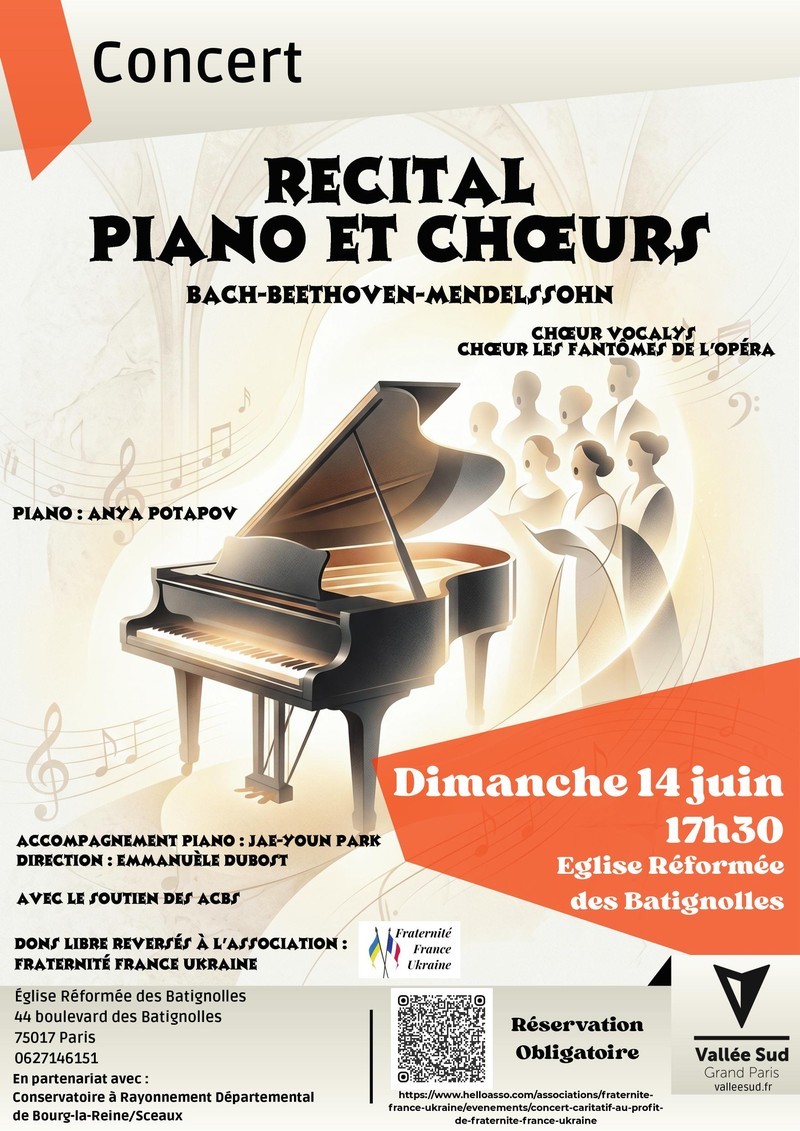 Concert
RECITAL
PIANO ET CHŒURS
BACH-BEETHOVEN-MENDELSSOHN
CHŒUR VOCALYS
CHŒUR LES FANTÔMES DE L'OPÉRA
PIANO : ANYA POTAPOV
Dimanche 14 juin
17h30
Eglise Réformée
des Batignolles
ACCOMPAGNEMENT PIANO : JAE-YOUN PARK
DIRECTION : EMMANUÈLE DUBOST
AVEC LE SOUTIEN DES ACBS
DONS LIBRE REVERSÉS À L'ASSOCIATION :
FRATERNITÉ FRANCE UKRAINE
Fraternité
France
Ukraine
Église Réformée des Batignolles
44 boulevard des Batignolles
75017 Paris
0627146151
En partenariat avec :
Conservatoire à Rayonnement Départemental
de Bourg-la-Reine/Sceaux
Réservation
Obligatoire
https://www.helloasso.com/associations/fraternite-
france-ukraine/evenements/concert-caritatif-au-profit-
de-fraternite-france-ukraine
Vallée Sud
Grand Paris
valleesud.fr